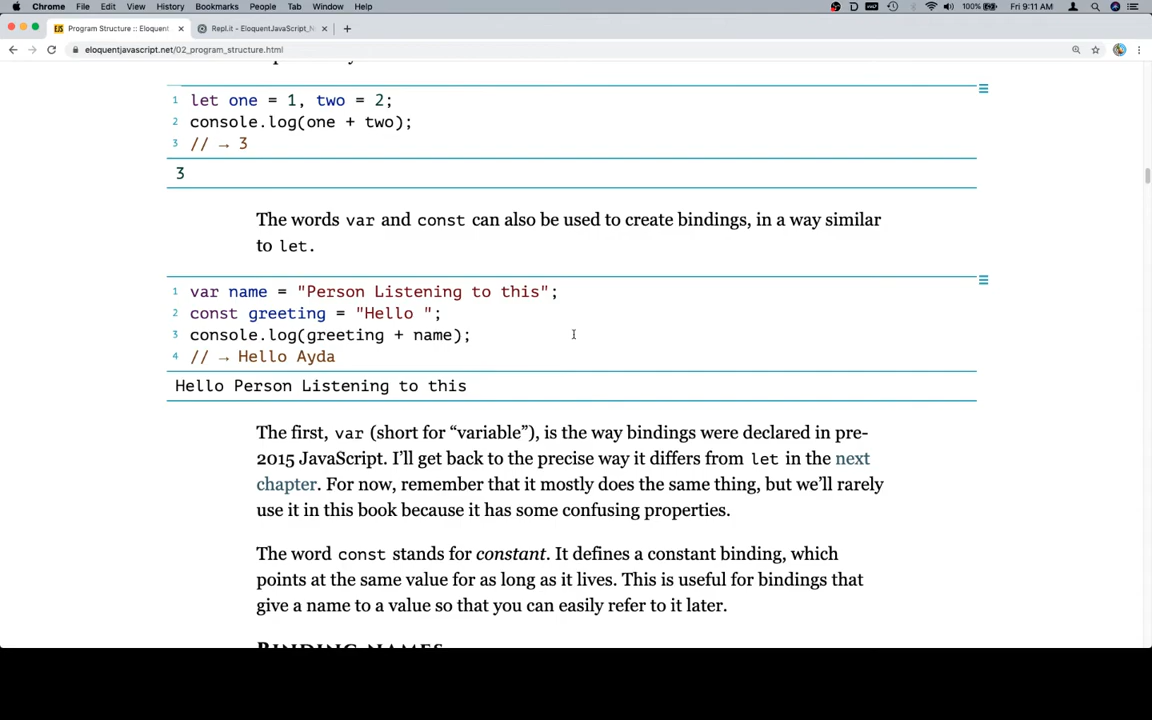 Chrome File Edit View History Bookmarks People Tab Window Help 100% Fri 9:11 AM
Program Structure :: Eloquent Repl.it - EloquentJavaScript_N
eloquentjavascript.net/02_program_structure.html
1 let one = 1, two = 2;
2 console.log(one + two);
3 // → 3
3
The words var and const can also be used to create bindings, in a way similar
to let.
1 var name = "Person Listening to this";
2 const greeting = "Hello ";
3 console.log(greeting + name);
4 // → Hello Ayda
Hello Person Listening to this
The first, var (short for “variable”), is the way bindings were declared in pre-
2015 JavaScript. I’ll get back to the precise way it differs from let in the next
chapter. For now, remember that it mostly does the same thing, but we’ll rarely
use it in this book because it has some confusing properties.
The word const stands for constant. It defines a constant binding, which
points at the same value for as long as it lives. This is useful for bindings that
give a name to a value so that you can easily refer to it later.
BINDING NAMES